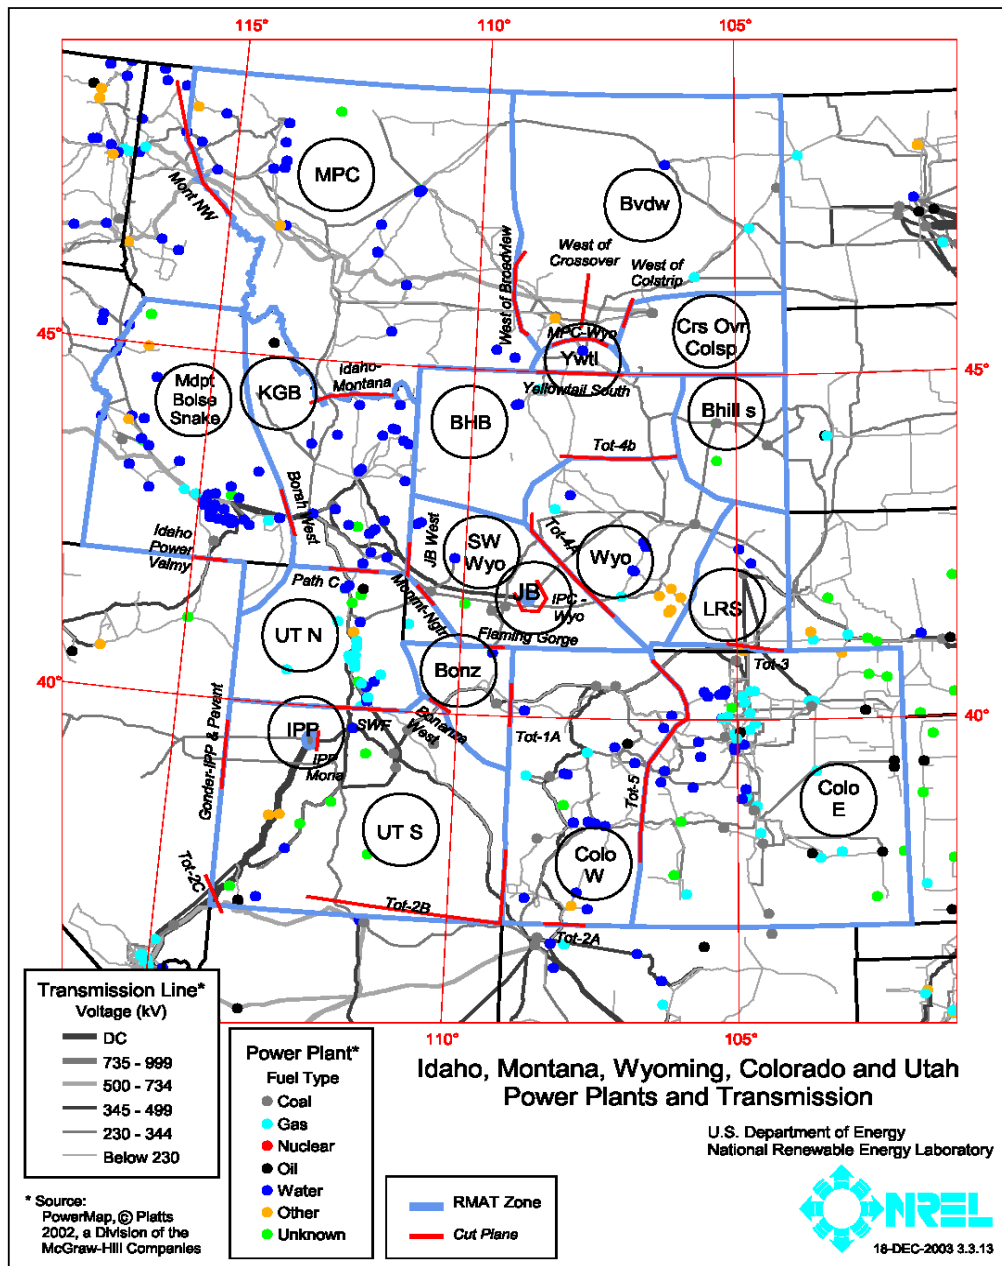 115°
110°
105°
MPC
Mont NW
Bvdw
West of Broadview
West of
Crossover
West of
Colstrip
45°
45°
MPC-Wyo
Crs Ovr
Colsp
Ywtl
Idaho-
Montana
Mdpt
Boise
Snake
KGB
Yellowtail South
BHB
Bhill s
Tot-4b
Borah West
JB West
Idaho
Power
Valmy
SW
Wyo
Tot-4A
Wyo
Path C
JB
IPC -
Wyo
LRS
Monmt-Ngtn
UT N
Flaming Gorge
Bonz
Tot-3
40°
40°
Gonder-IPP & Pavant
IPP
SWF
Bonanza
West
IPP
Mona
Tot-1A
Tot-5
Colo
E
UT S
Colo
W
Tot-2C
Tot-2B
Tot-2A
110°
105°
Transmission Line*
Voltage (kV)
DC
735 - 999
500 - 734
345 - 499
230 - 344
Below 230
* Source:
PowerMap, © Platts
2002, a Division of the
McGraw-Hill Companies
Power Plant*
Fuel Type
Coal
Gas
Nuclear
Oil
Water
Other
Unknown
RMAT Zone
Cut Plane
Idaho, Montana, Wyoming, Colorado and Utah
Power Plants and Transmission
U.S. Department of Energy
National Renewable Energy Laboratory
NREL
18-DEC-2003 3.3.13